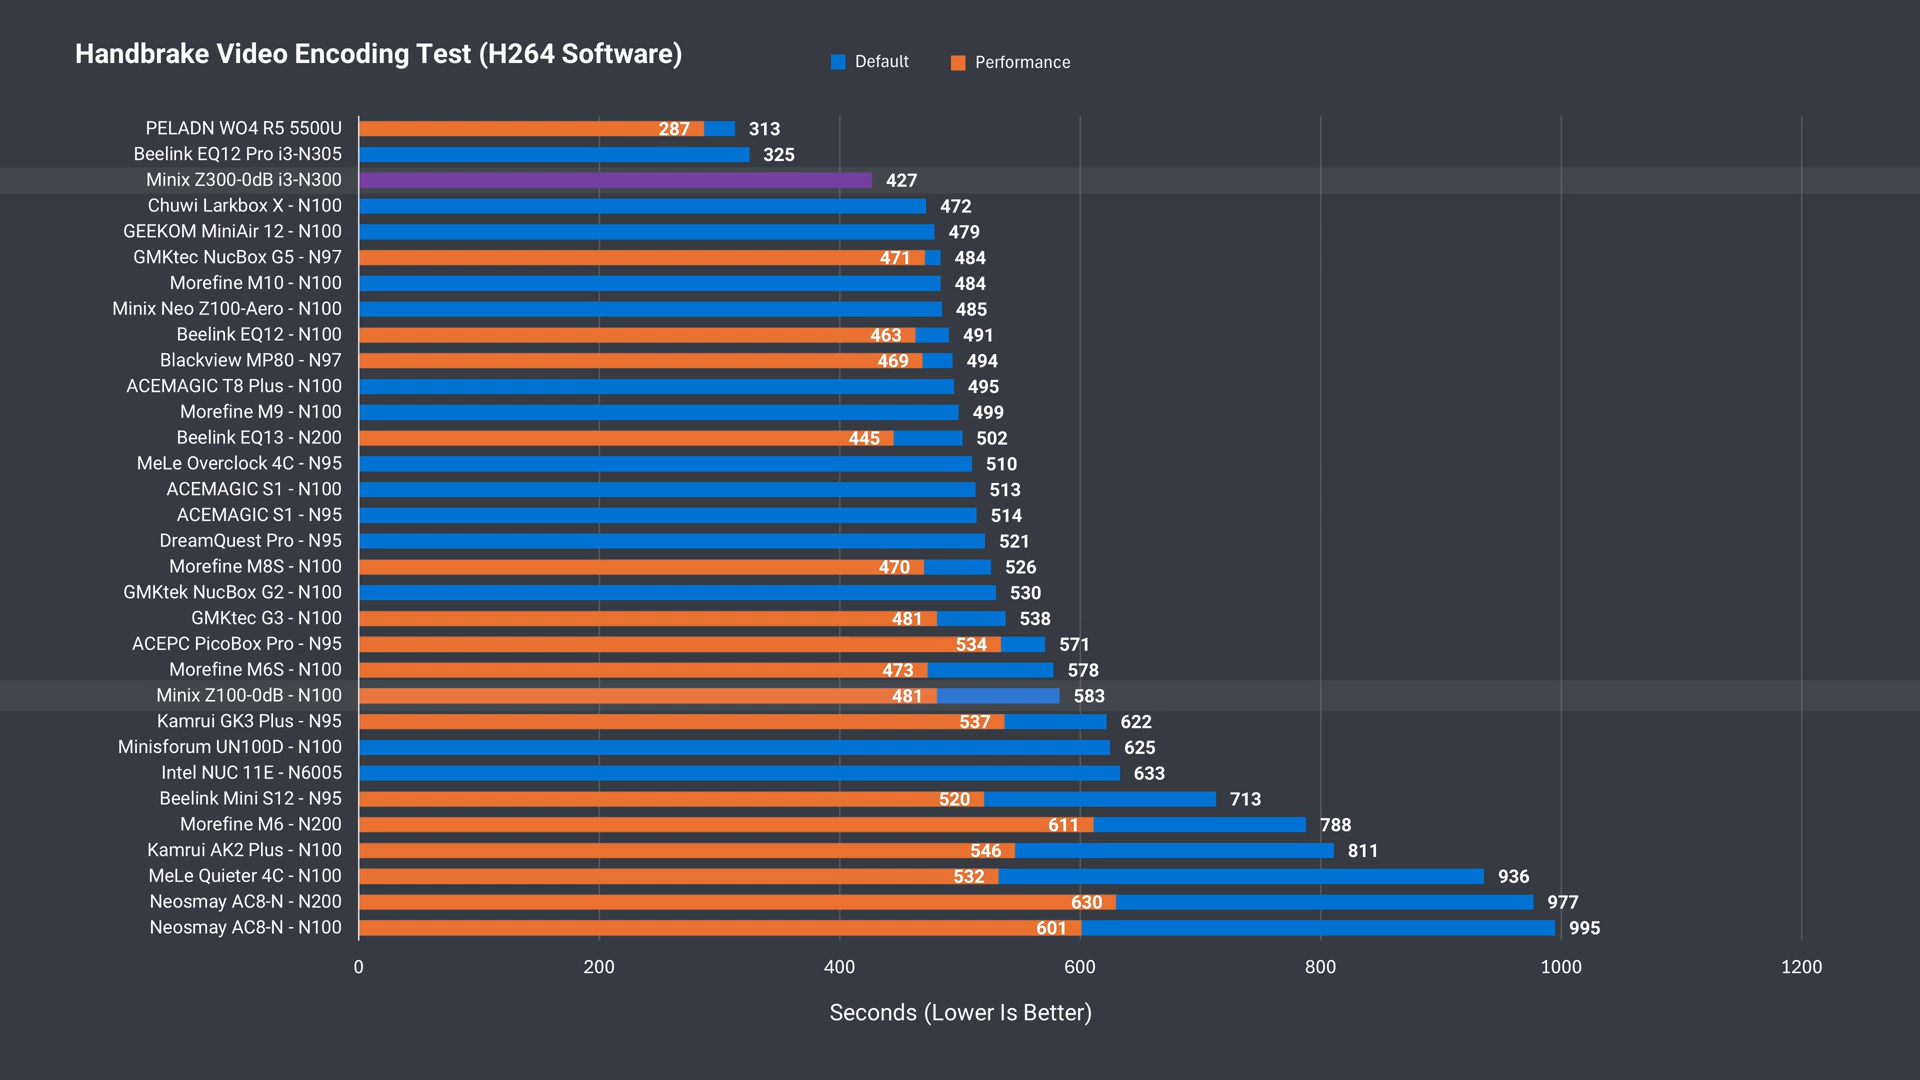 Handbrake Video Encoding Test (H264 Software)
Default
Performance
PELADN WO4 R5 5500U 287 313
Beelink EQ12 Pro i3-N305 325
Minix Z300-0dB i3-N300 427
Chuwi Larkbox X - N100 472
GEEKOM MiniAir 12 - N100 479
GMKtec NucBox G5 - N97 471 484
Morefine M10 - N100 484
Minix Neo Z100-Aero - N100 485
Beelink EQ12 - N100 463 491
Blackview MP80 - N97 469 494
ACEMAGIC T8 Plus - N100 495
Morefine M9 - N100 499
Beelink EQ13 - N200 445 502
MeLe Overclock 4C - N95 510
ACEMAGIC S1 - N100 513
ACEMAGIC S1 - N95 514
DreamQuest Pro - N95 521
Morefine M8S - N100 470 526
GMKtek NucBox G2 - N100 530
GMKtec G3 - N100 481 538
ACEPC PicoBox Pro - N95 534 571
Morefine M6S - N100 473 578
Minix Z100-0dB - N100 481 583
Kamrui GK3 Plus - N95 537 622
Minisforum UN100D - N100 625
Intel NUC 11E - N6005 633
Beelink Mini S12 - N95 520 713
Morefine M6 - N200 611 788
Kamrui AK2 Plus - N100 546 811
MeLe Quieter 4C - N100 532 936
Neosmay AC8-N - N200 630 977
Neosmay AC8-N - N100 601 995
0 200 400 600 800 1000 1200
Seconds (Lower Is Better)